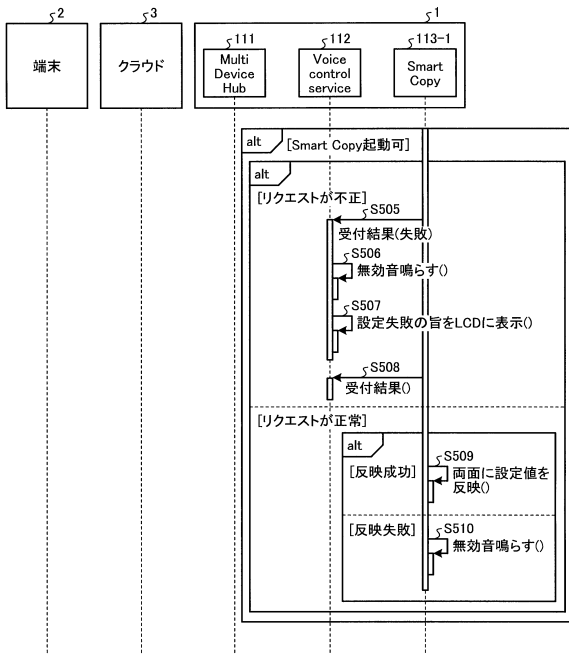 2
3
1
111
112
113-1
端末
クラウド
Multi
Device
Hub
Voice
control
service
Smart
Copy
alt
[Smart Copy起動可]
alt
[リクエストが不正]
S505
受付結果(失敗)
S506
無効音鳴らす()
S507
設定失敗の旨をLCDに表示()
S508
受付結果()
[リクエストが正常]
alt
S509
[反映成功]
両面に設定値を
反映()
S510
[反映失敗]
無効音鳴らす()